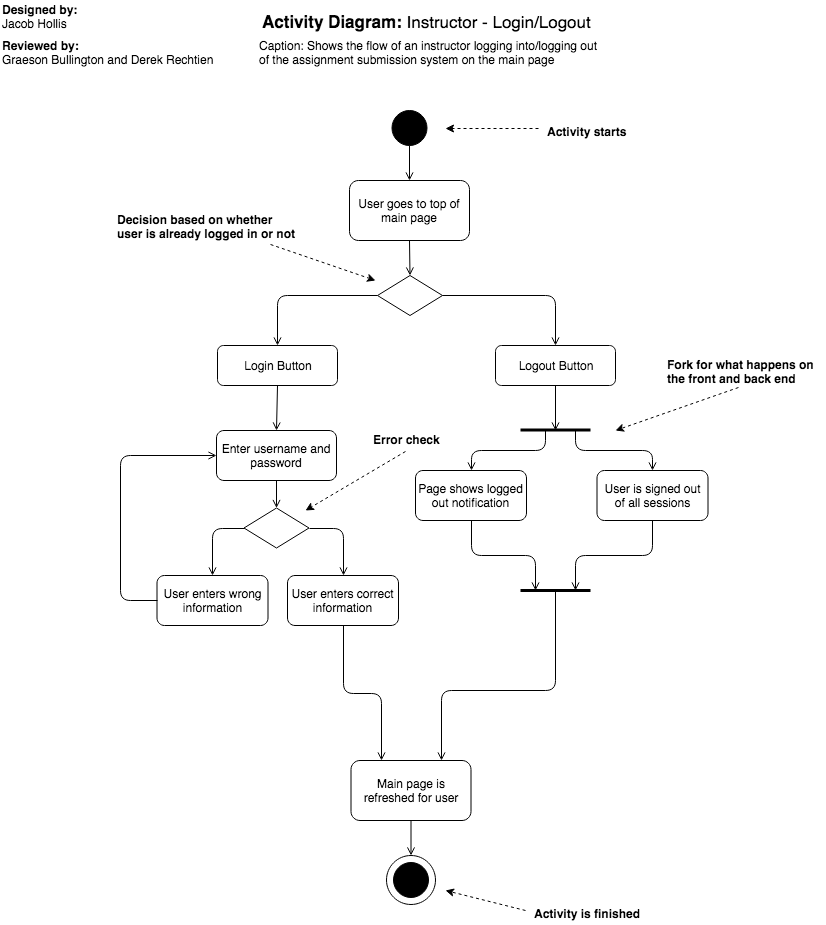 Designed by:
Jacob Hollis
Reviewed by:
Graeson Bullington and Derek Rechtien
Activity Diagram: Instructor - Login/Logout
Caption: Shows the flow of an instructor logging into/logging out
of the assignment submission system on the main page
Activity starts
User goes to top of
main page
Decision based on whether
user is already logged in or not
Login Button
Logout Button
Fork for what happens on
the front and back end
Enter username and
password
Error check
Page shows logged
out notification
User is signed out
of all sessions
User enters wrong
information
User enters correct
information
Main page is
refreshed for user
Activity is finished